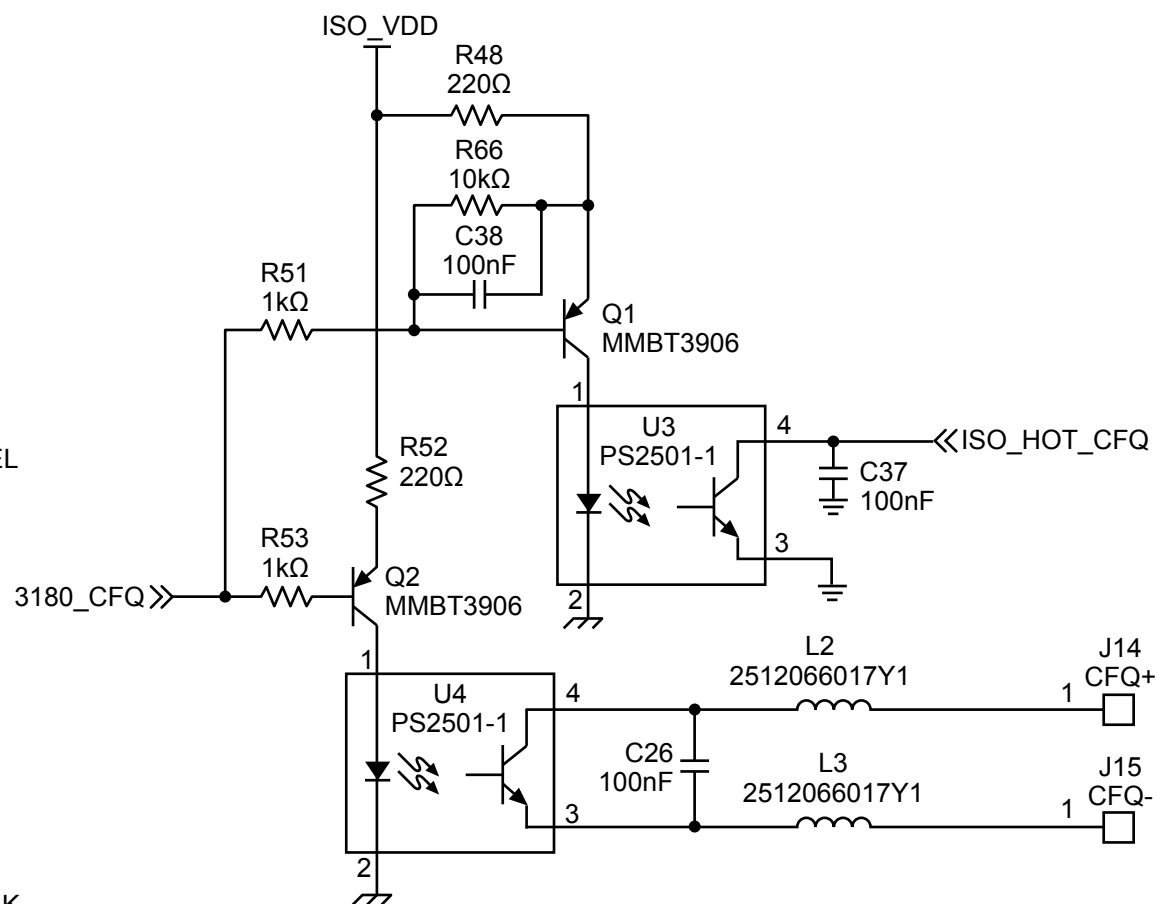 ISO_VDD
R48
220Ω
R66
10kΩ
C38
100nF
R51
1kΩ
Q1
MMBT3906
1
U3
PS2501-1
4
ISO_HOT_CFQ
C37
100nF
3
2
EL
R52
220Ω
R53
1kΩ
3180_CFQ
Q2
MMBT3906
1
U4
PS2501-1
4
L2
2512066017Y1
J14
CFQ+
1
C26
100nF
L3
2512066017Y1
J15
CFQ-
1
3
2
K